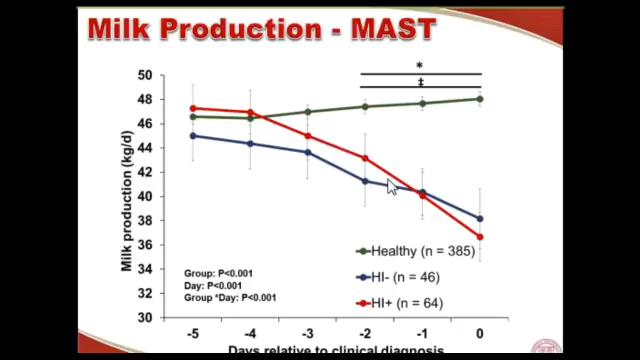 Milk Production - MAST
*
‡
50
48
46
44
42
40
38
36
34
32
30
Milk production (kg/d)
Healthy (n = 385)
HI- (n = 46)
HI+ (n = 64)
Group: P<0.001
Day: P<0.001
Group *Day: P<0.001
-5 -4 -3 -2 -1 0
Days relative to clinical diagnosis